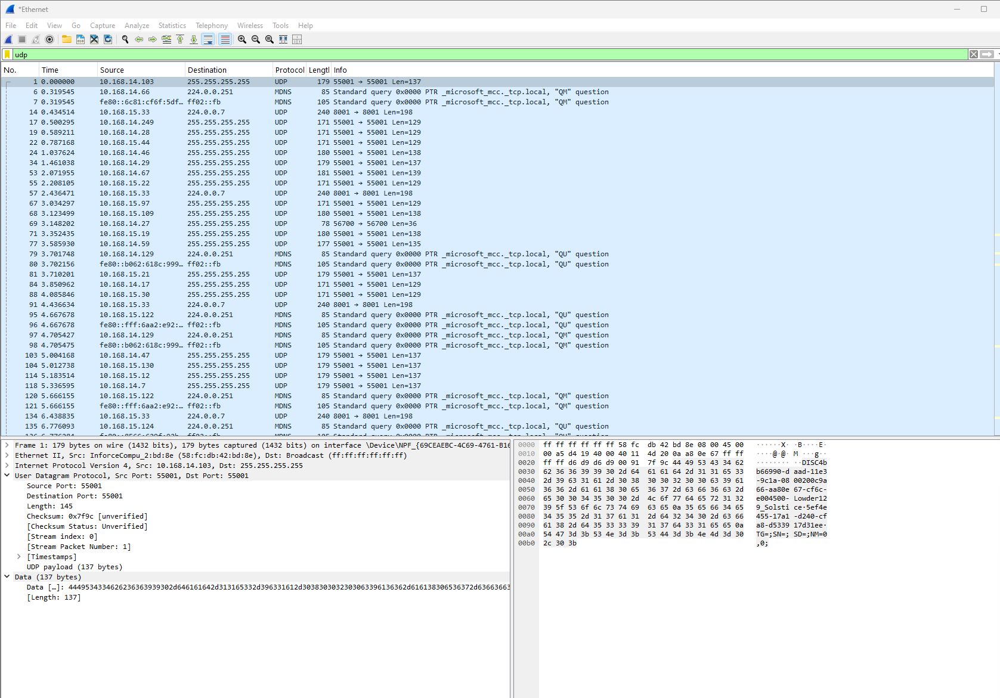 *Ethernet
File Edit View Go Capture Analyze Statistics Telephony Wireless Tools Help
udp
No. Time Source Destination Protocol Lengtl Info
1 0.000000 10.168.14.103 255.255.255.255 UDP 179 55001 → 55001 Len=137
6 0.319545 10.168.14.66 224.0.0.251 MDNS 85 Standard query 0x0000 PTR _microsoft_mcc._tcp.local, "QM" question
7 0.319545 fe80::6c81:cf6f:5df… ff02::fb MDNS 105 Standard query 0x0000 PTR _microsoft_mcc._tcp.local, "QM" question
14 0.434514 10.168.15.33 224.0.0.7 UDP 240 8001 → 8001 Len=198
17 0.500295 10.168.14.249 255.255.255.255 UDP 171 55001 → 55001 Len=129
19 0.589211 10.168.14.28 255.255.255.255 UDP 171 55001 → 55001 Len=129
22 0.787168 10.168.15.44 255.255.255.255 UDP 171 55001 → 55001 Len=129
24 1.037624 10.168.14.46 255.255.255.255 UDP 180 55001 → 55001 Len=138
34 1.461038 10.168.14.29 255.255.255.255 UDP 179 55001 → 55001 Len=137
53 2.071955 10.168.14.67 255.255.255.255 UDP 181 55001 → 55001 Len=139
55 2.208105 10.168.15.22 255.255.255.255 UDP 171 55001 → 55001 Len=129
57 2.436471 10.168.15.33 224.0.0.7 UDP 240 8001 → 8001 Len=198
67 3.034297 10.168.15.97 255.255.255.255 UDP 171 55001 → 55001 Len=129
68 3.123499 10.168.15.109 255.255.255.255 UDP 180 55001 → 55001 Len=138
69 3.148202 10.168.14.27 255.255.255.255 UDP 78 56700 → 56700 Len=36
71 3.352435 10.168.15.19 255.255.255.255 UDP 180 55001 → 55001 Len=138
77 3.585930 10.168.14.59 255.255.255.255 UDP 177 55001 → 55001 Len=135
79 3.701748 10.168.14.129 224.0.0.251 MDNS 85 Standard query 0x0000 PTR _microsoft_mcc._tcp.local, "QU" question
80 3.702156 fe80::b062:618c:999… ff02::fb MDNS 105 Standard query 0x0000 PTR _microsoft_mcc._tcp.local, "QU" question
81 3.710201 10.168.15.21 255.255.255.255 UDP 179 55001 → 55001 Len=137
84 3.850962 10.168.14.17 255.255.255.255 UDP 171 55001 → 55001 Len=129
88 4.085846 10.168.15.30 255.255.255.255 UDP 171 55001 → 55001 Len=129
91 4.436634 10.168.15.33 224.0.0.7 UDP 240 8001 → 8001 Len=198
95 4.667678 10.168.15.122 224.0.0.251 MDNS 85 Standard query 0x0000 PTR _microsoft_mcc._tcp.local, "QU" question
96 4.667678 fe80::fff:6aa2:e92:… ff02::fb MDNS 105 Standard query 0x0000 PTR _microsoft_mcc._tcp.local, "QU" question
97 4.705427 10.168.14.129 224.0.0.251 MDNS 85 Standard query 0x0000 PTR _microsoft_mcc._tcp.local, "QM" question
98 4.705475 fe80::b062:618c:999… ff02::fb MDNS 105 Standard query 0x0000 PTR _microsoft_mcc._tcp.local, "QM" question
103 5.004168 10.168.14.47 255.255.255.255 UDP 179 55001 → 55001 Len=137
104 5.012738 10.168.15.130 255.255.255.255 UDP 179 55001 → 55001 Len=137
114 5.183514 10.168.15.12 255.255.255.255 UDP 179 55001 → 55001 Len=137
118 5.336595 10.168.14.7 255.255.255.255 UDP 179 55001 → 55001 Len=137
120 5.666155 10.168.15.122 224.0.0.251 MDNS 85 Standard query 0x0000 PTR _microsoft_mcc._tcp.local, "QM" question
121 5.666155 fe80::fff:6aa2:e92:… ff02::fb MDNS 105 Standard query 0x0000 PTR _microsoft_mcc._tcp.local, "QM" question
134 6.438835 10.168.15.33 224.0.0.7 UDP 240 8001 → 8001 Len=198
135 6.776093 10.168.15.124 224.0.0.251 MDNS 85 Standard query 0x0000 PTR _microsoft_mcc._tcp.local, "QU" question
Frame 1: 179 bytes on wire (1432 bits), 179 bytes captured (1432 bits) on interface \Device\NPF_{69CEAEBC-4C69-4761-B16
Ethernet II, Src: InforceCompu_2:bd:8e (58:fc:db:42:bd:8e), Dst: Broadcast (ff:ff:ff:ff:ff:ff)
Internet Protocol Version 4, Src: 10.168.14.103, Dst: 255.255.255.255
User Datagram Protocol, Src Port: 55001, Dst Port: 55001
Source Port: 55001
Destination Port: 55001
Length: 145
Checksum: 0x7f9c [unverified]
[Checksum Status: Unverified]
[Stream index: 0]
[Stream Packet Number: 1]
[Timestamps]
UDP payload (137 bytes)
Data (137 bytes)
Data […]: 4449534334626236363939302d646161642d313165332d396331612d3038303032303063396136362d616138306536372d63663663
[Length: 137]
0000 ff ff ff ff ff ff 58 fc db 42 bd 8e 08 00 45 00 ······X· ·B····E·
0010 00 a5 d4 19 40 00 40 11 4d 20 0a a8 0e 67 ff ff ····@·@· M ···g··
0020 ff ff d6 d9 d6 d9 00 91 7f 9c 44 49 53 43 34 62 ········ ··DISC4b
0030 62 36 36 39 39 30 2d 64 61 61 64 2d 31 31 65 33 b66990-d aad-11e3
0040 2d 39 63 31 61 2d 30 38 30 30 32 30 30 63 39 61 -9c1a-08 00200c9a
0050 36 36 2d 61 61 38 30 65 36 37 2d 63 66 36 63 2d 66-aa80e 67-cf6c-
0060 65 30 30 34 35 30 30 2d 4c 6f 77 64 65 72 31 32 e004500- Lowder12
0070 39 5f 53 6f 6c 73 74 69 63 65 0a 35 65 66 34 65 9_Solsti ce·5ef4e
0080 34 35 35 2d 31 37 61 31 2d 64 32 34 30 2d 63 66 455-17a1 -d240-cf
0090 61 38 2d 64 35 33 33 39 31 37 64 33 31 65 65 0a a8-d5339 17d31ee·
00a0 54 47 3d 3b 53 4e 3d 3b 53 44 3d 3b 4e 4d 3d 30 TG=;SN=; SD=;NM=0
00b0 2c 30 3b ,0;